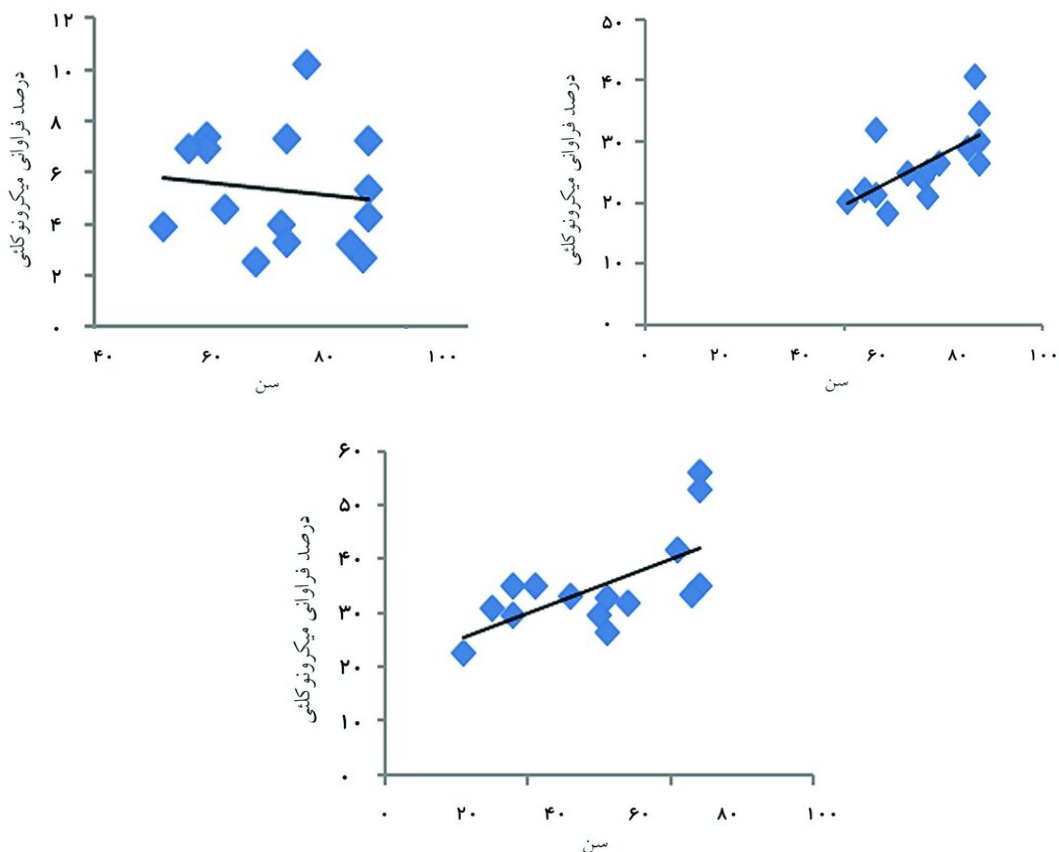 درصد فراوانی میکرونوکلئی
۱۲
۱۰
۸
۶
۴
۲
۰
۴۰ ۶۰ ۸۰ ۱۰۰
سن
درصد فراوانی میکرونوکلئی
۵۰
۴۰
۳۰
۲۰
۱۰
۰
۰ ۲۰ ۴۰ ۶۰ ۸۰ ۱۰۰
سن
درصد فراوانی میکرونوکلئی
۶۰
۵۰
۴۰
۳۰
۲۰
۱۰
۰
۰ ۲۰ ۴۰ ۶۰ ۸۰ ۱۰۰
سن